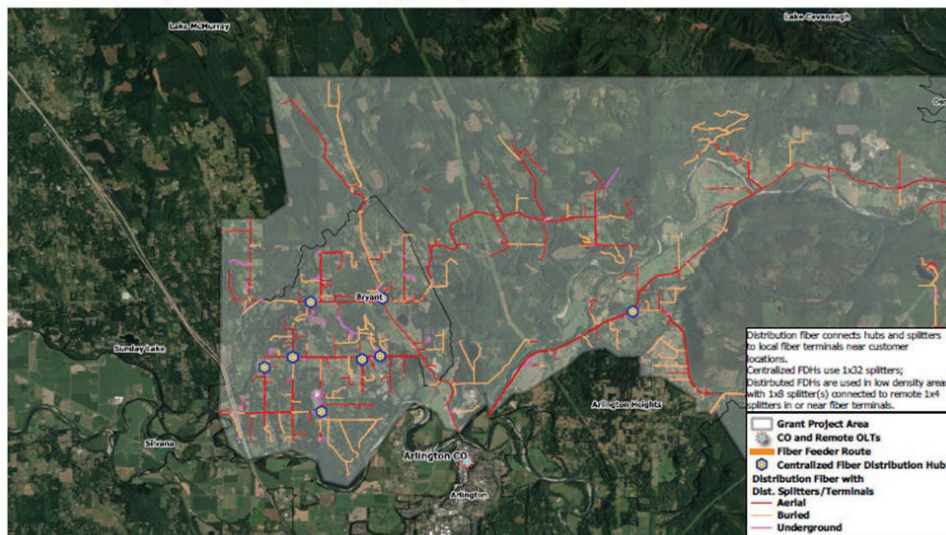 Lake McMurray
Lake Cavanaugh
Bryant
Sunday Lake
Distribution fiber connects hubs and splitters
to local fiber terminals near customer
locations.
Centralized FDHs use 1x32 splitters;
Distirbuted FDHs are used in low density area
with 1x8 splitter(s) connected to remote 1x4
splitters in or near fiber terminals.
Arlington Heights
Silvana
Arlington CO
Arlington
Grant Project Area
CO and Remote OLTs
Fiber Feeder Route
Centralized Fiber Distribution Hub
Distribution Fiber with
Dist. Splitters/Terminals
Aerial
Buried
Underground